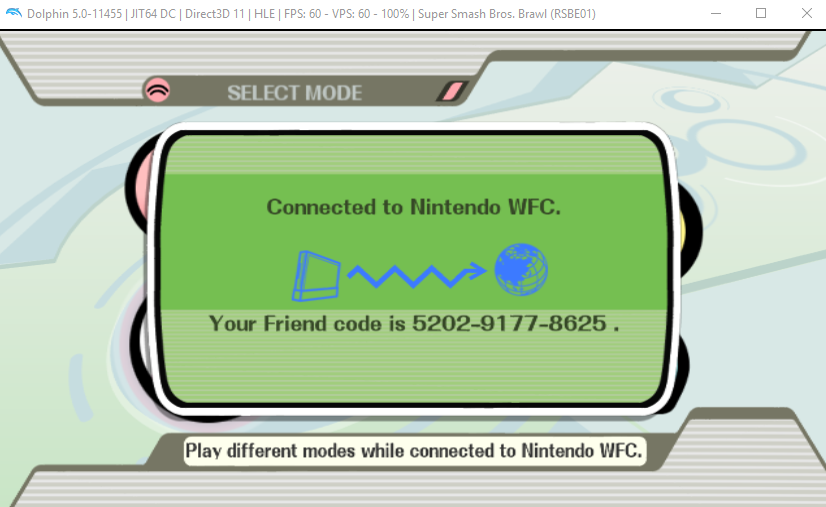 Dolphin 5.0-11455 | JIT64 DC | Direct3D 11 | HLE | FPS: 60 - VPS: 60 - 100% | Super Smash Bros. Brawl (RSBE01)
SELECT MODE
Connected to Nintendo WFC.
Your Friend code is 5202-9177-8625 .
Play different modes while connected to Nintendo WFC.